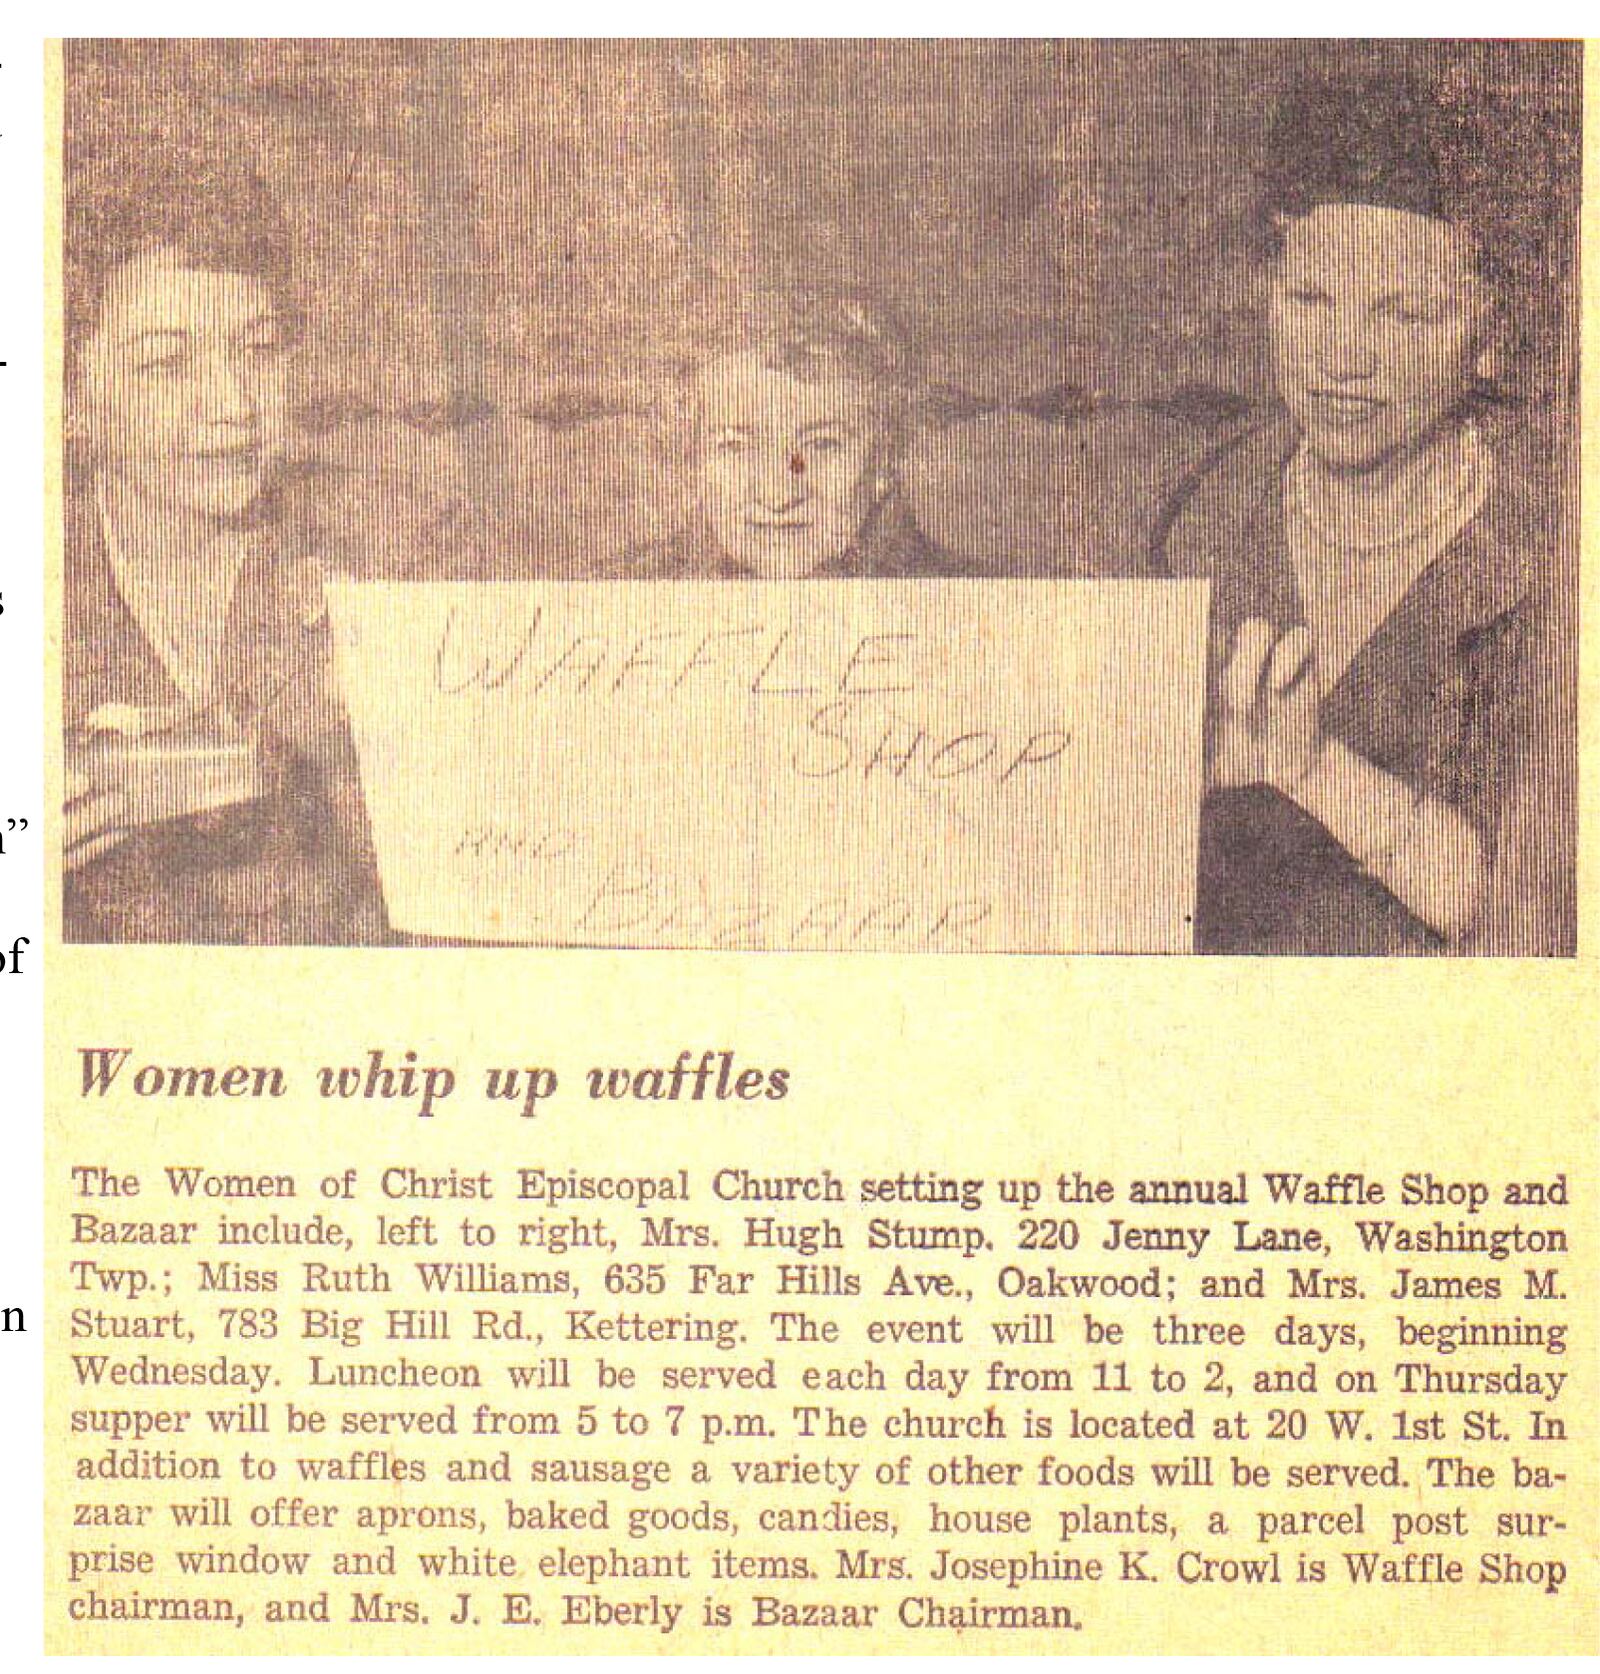 WAFFLE
SHOP
AND
BAZAAR
Women whip up waffles
The Women of Christ Episcopal Church setting up the annual Waffle Shop and
Bazaar include, left to right, Mrs. Hugh Stump. 220 Jenny Lane, Washington
Twp.; Miss Ruth Williams, 635 Far Hills Ave., Oakwood; and Mrs. James M.
Stuart, 783 Big Hill Rd., Kettering. The event will be three days, beginning
Wednesday. Luncheon will be served each day from 11 to 2, and on Thursday
supper will be served from 5 to 7 p.m. The church is located at 20 W. 1st St. In
addition to waffles and sausage a variety of other foods will be served. The ba-
zaar will offer aprons, baked goods, candies, house plants, a parcel post sur-
prise window and white elephant items. Mrs. Josephine K. Crowl is Waffle Shop
chairman, and Mrs. J. E. Eberly is Bazaar Chairman.
of